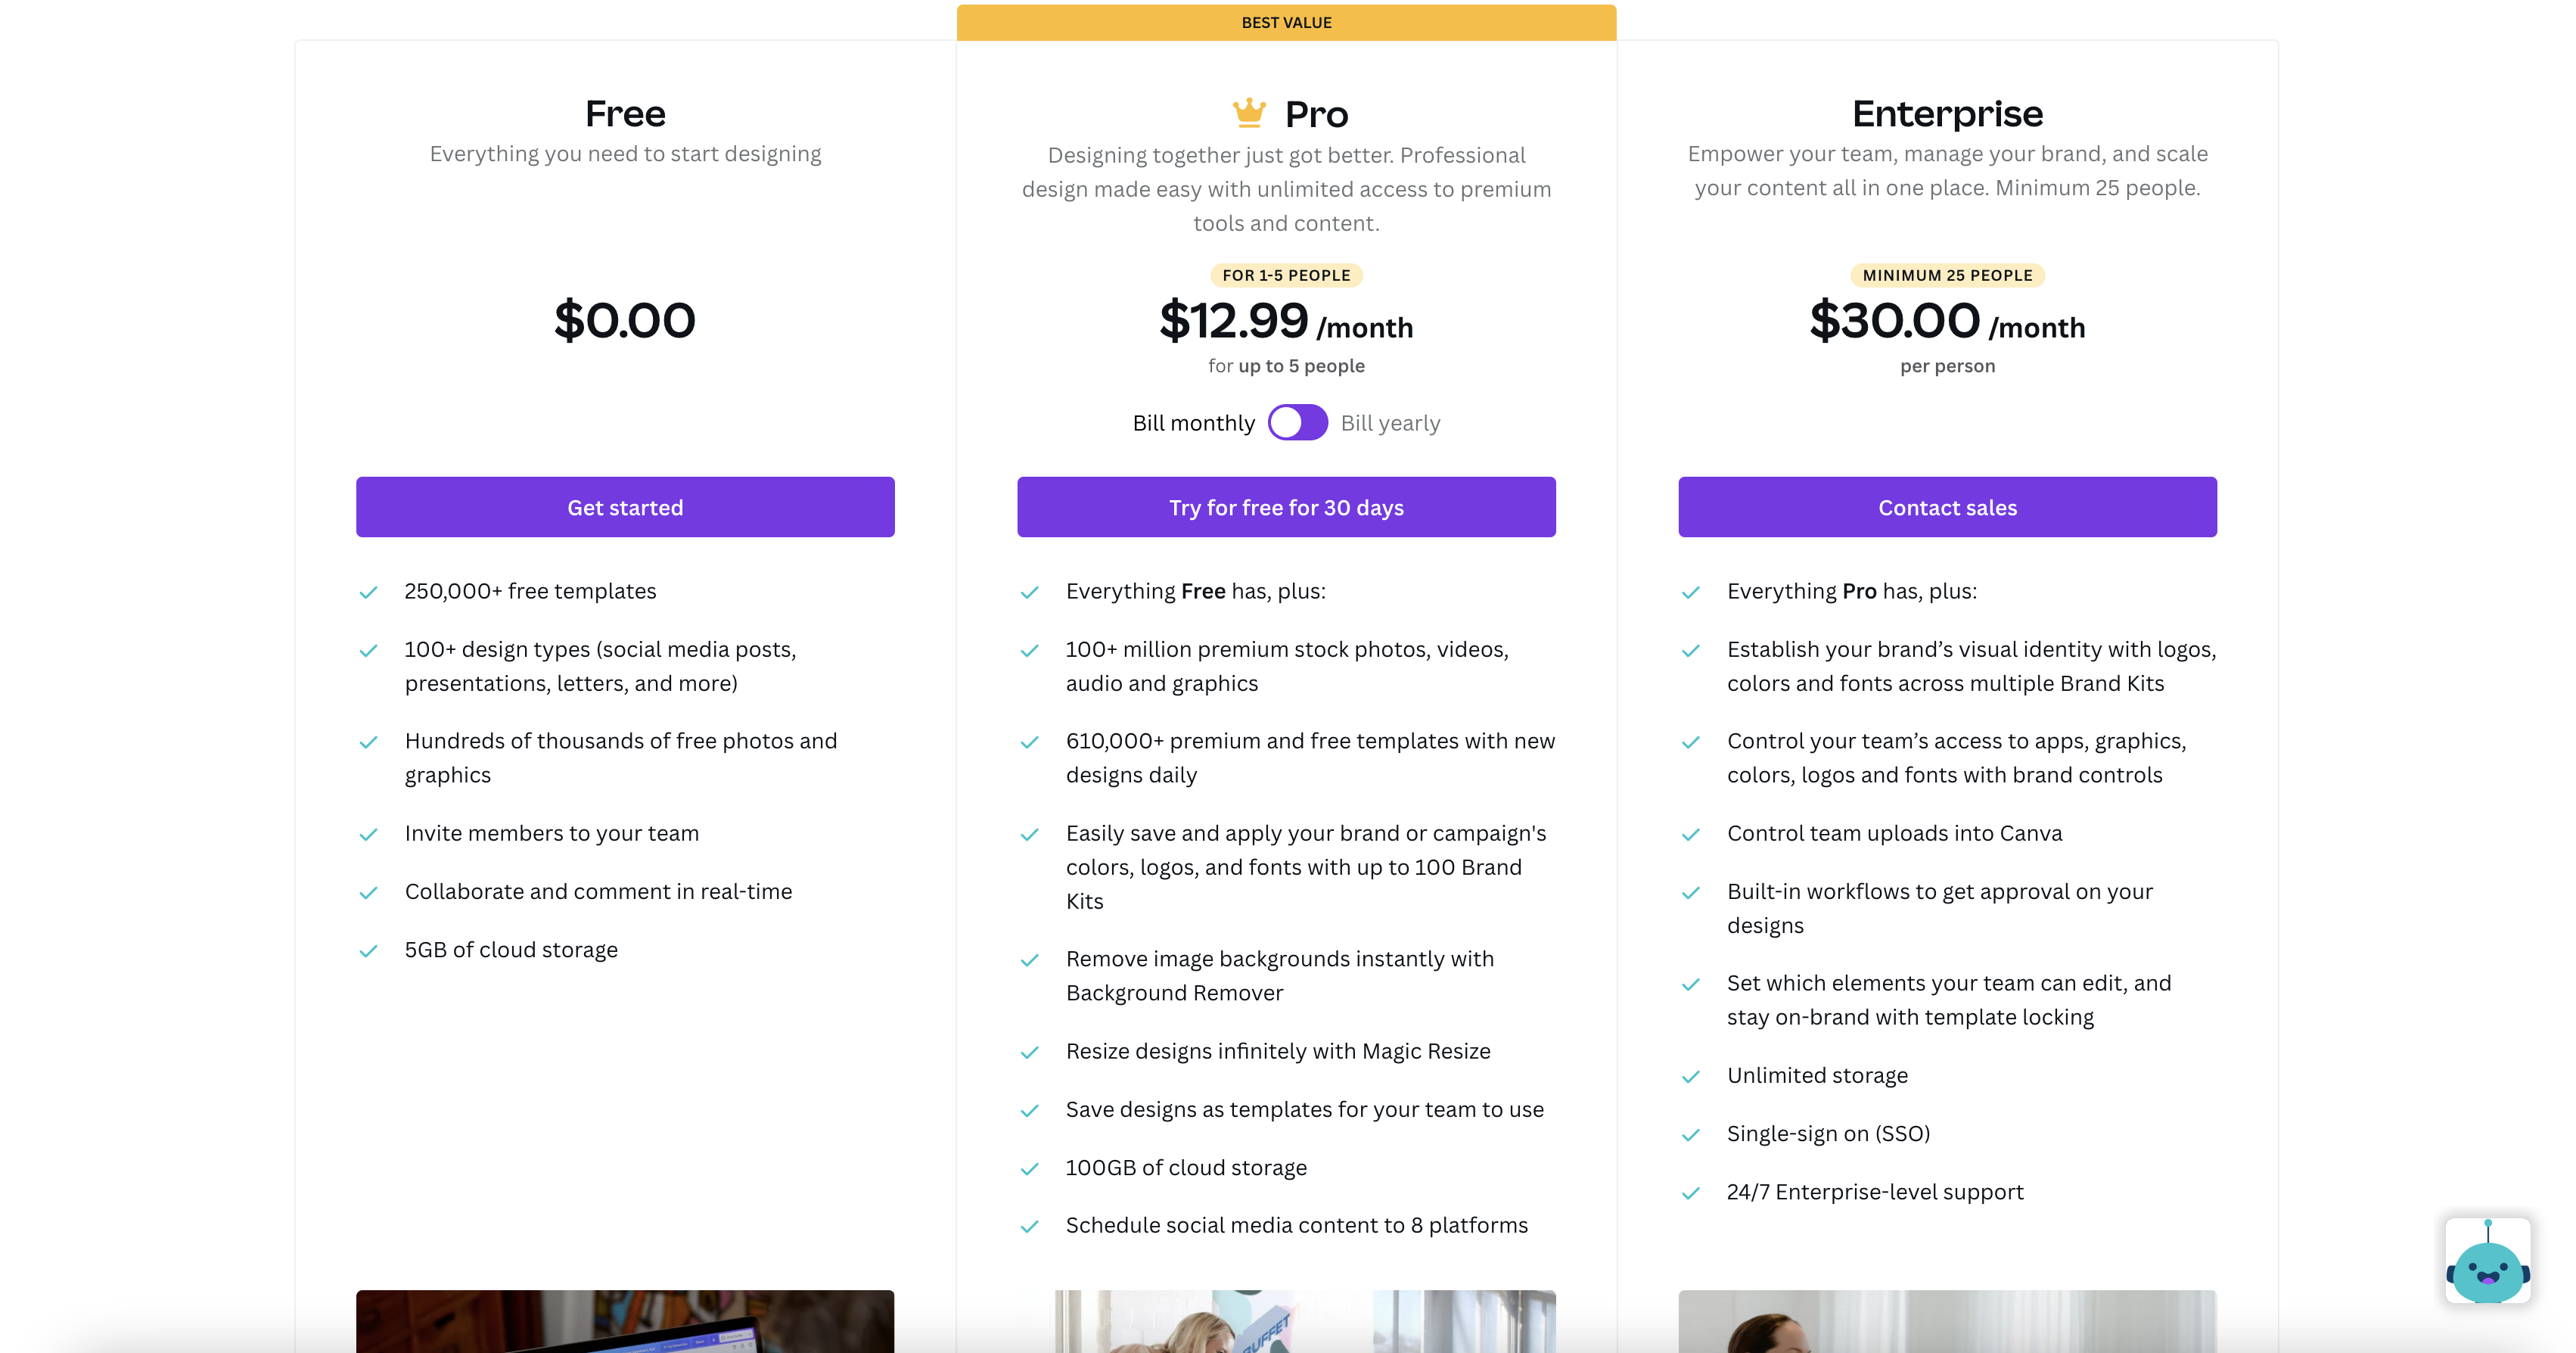 BEST VALUE
Free
Everything you need to start designing
$0.00
Get started
250,000+ free templates
100+ design types (social media posts,
presentations, letters, and more)
Hundreds of thousands of free photos and
graphics
Invite members to your team
Collaborate and comment in real-time
5GB of cloud storage
Pro
Designing together just got better. Professional
design made easy with unlimited access to premium
tools and content.
FOR 1-5 PEOPLE
$12.99 /month
for up to 5 people
Bill monthly Bill yearly
Try for free for 30 days
Everything Free has, plus:
100+ million premium stock photos, videos,
audio and graphics
610,000+ premium and free templates with new
designs daily
Easily save and apply your brand or campaign's
colors, logos, and fonts with up to 100 Brand
Kits
Remove image backgrounds instantly with
Background Remover
Resize designs infinitely with Magic Resize
Save designs as templates for your team to use
100GB of cloud storage
Schedule social media content to 8 platforms
BUFFET
Enterprise
Empower your team, manage your brand, and scale
your content all in one place. Minimum 25 people.
MINIMUM 25 PEOPLE
$30.00 /month
per person
Contact sales
Everything Pro has, plus:
Establish your brand’s visual identity with logos,
colors and fonts across multiple Brand Kits
Control your team’s access to apps, graphics,
colors, logos and fonts with brand controls
Control team uploads into Canva
Built-in workflows to get approval on your
designs
Set which elements your team can edit, and
stay on-brand with template locking
Unlimited storage
Single-sign on (SSO)
24/7 Enterprise-level support